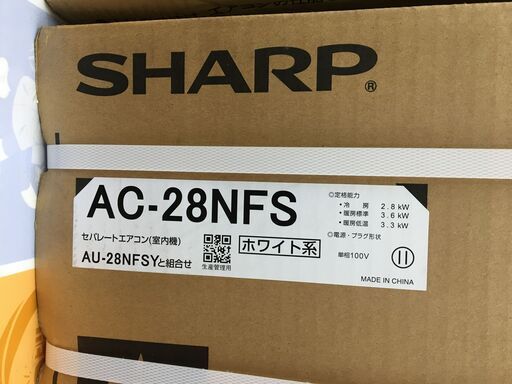 SHARP®
AC-28NFS
セパレートエアコン(室内機)
AU-28NFSYと組合せ
生産管理用
ホワイト系
◎定格能力
・冷 房 2.8 kW
・暖房標準 3.6 kW
・暖房低温 3.3 kW
◎電源・プラグ形状
単相100V
MADE IN CHINA